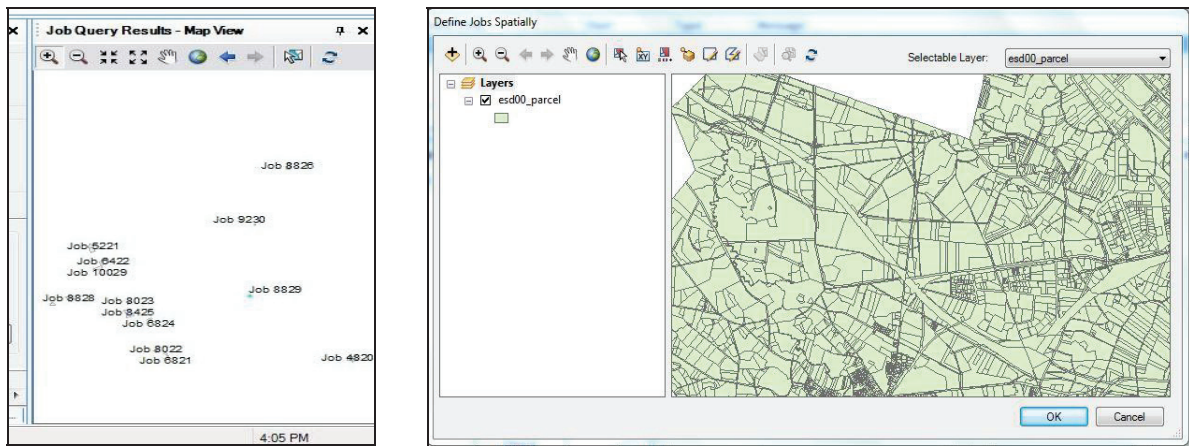 Job Query Results - Map View
Job 8826
Job 9230
Job 5221
Job 6422
Job 10029
Job 8829
Job 8828
Job 8023
Job 8425
Job 6824
Job 8022
Job 6821
Job 4820
4:05 PM
Define Jobs Spatially
Selectable Layer: esd00_parcel
Layers
esd00_parcel
OK Cancel